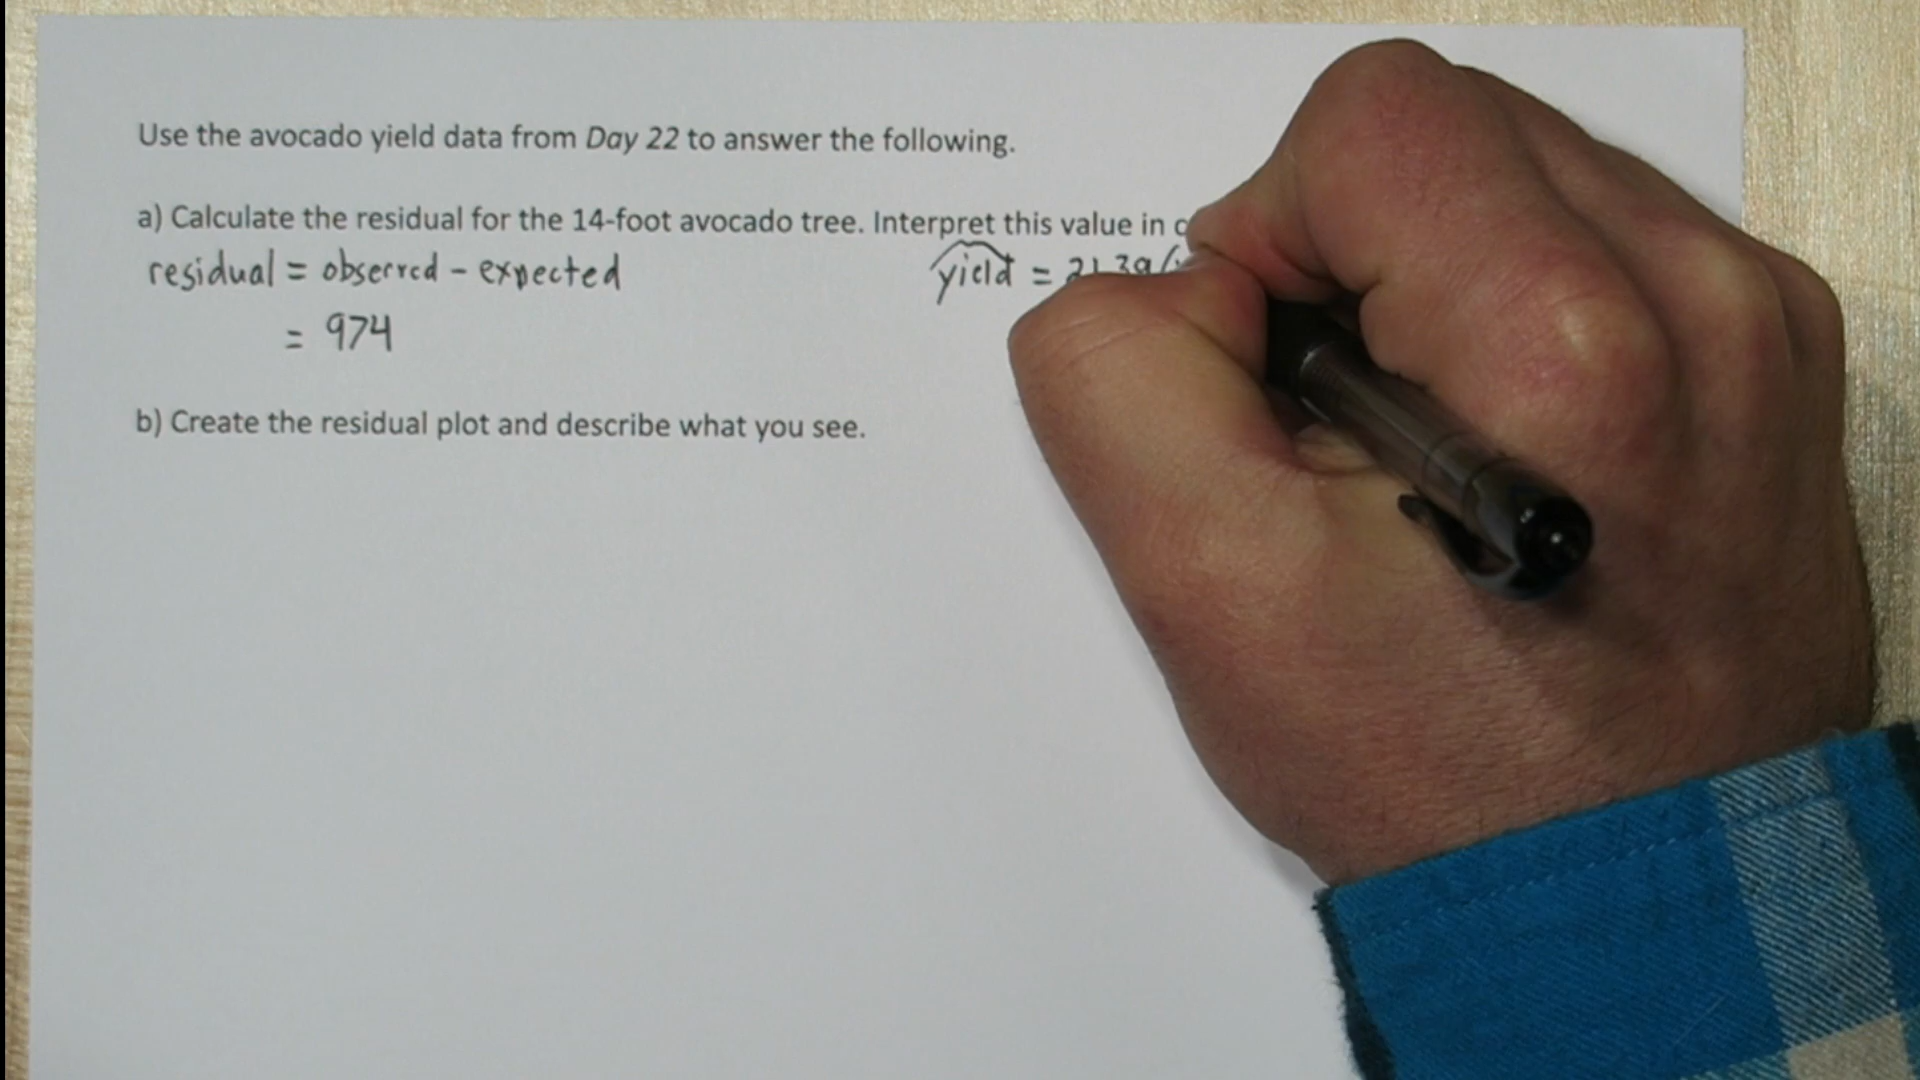 Use the avocado yield data from Day 22 to answer the following.
a) Calculate the residual for the 14-foot avocado tree. Interpret this value in
residual = observed - expected
yield = 21.39(
= 974
b) Create the residual plot and describe what you see.